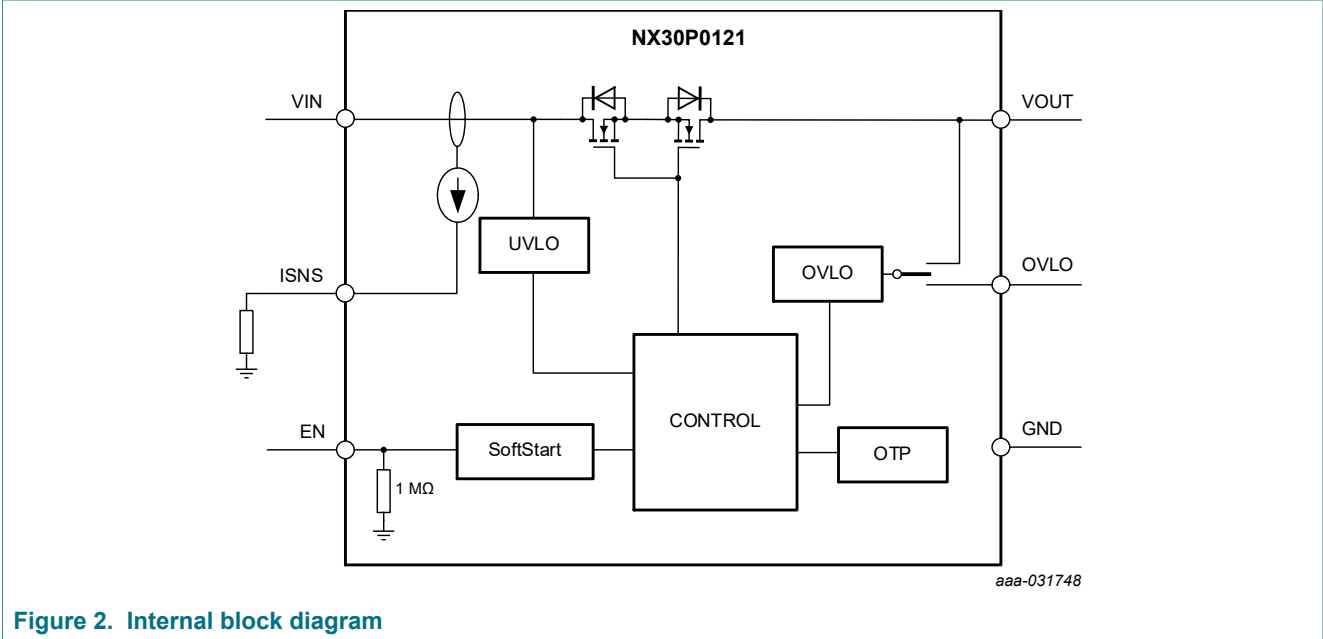 NX30P0121
VIN
VOUT
UVLO
OVLO
OVLO
ISNS
CONTROL
EN
SoftStart
OTP
GND
1 MΩ
aaa-031748
Figure 2. Internal block diagram